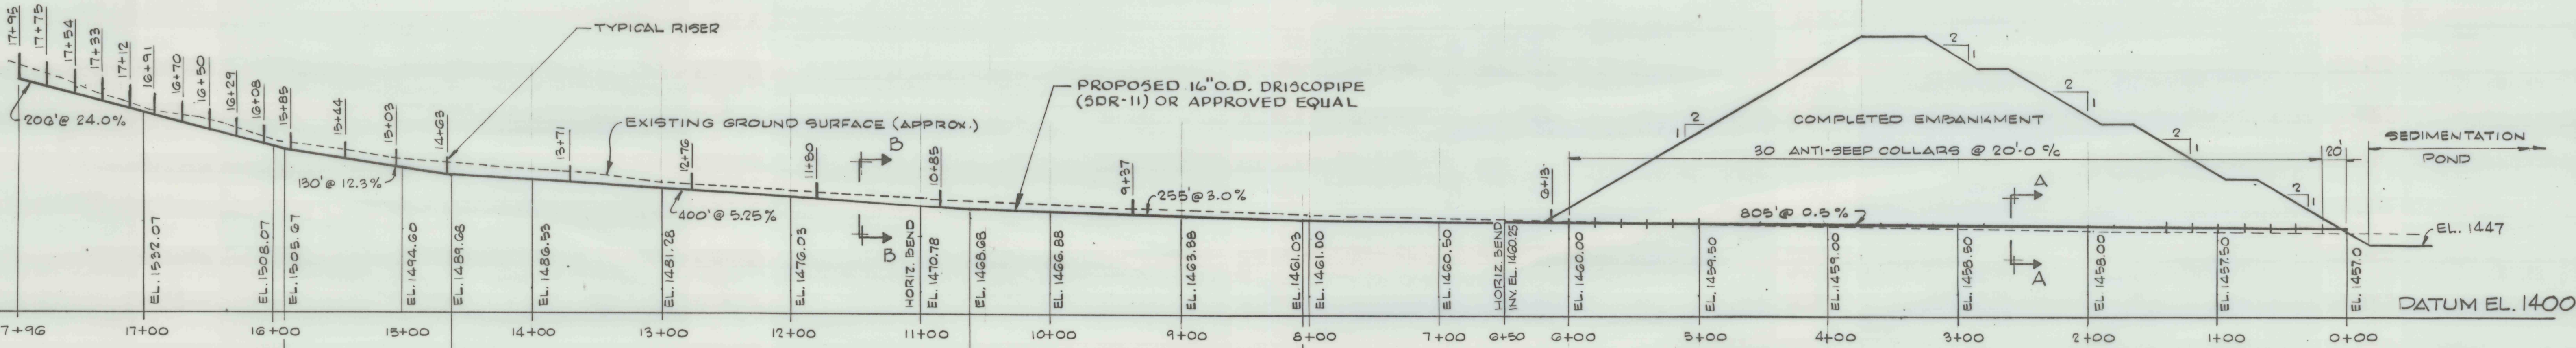 17+95
17+75
17+54
17+33
17+12
16+91
16+70
16+50
16+29
16+08
15+85
15+44
15+03
14+63
13+71
12+76
11+80
10+85
9+37
6+13
TYPICAL RISER
PROPOSED 16" O.D. DRISCOPIPE
(SDR-11) OR APPROVED EQUAL
EXISTING GROUND SURFACE (APPROX.)
206' @ 24.0%
130' @ 12.3%
400' @ 5.25%
255' @ 3.0%
805' @ 0.5%
B
B
A
A
2
1
2
1
2
1
2
1
2
1
COMPLETED EMBANKMENT
30 ANTI-SEEP COLLARS @ 20'-0 c/c
20'
SEDIMENTATION
POND
EL. 1447
EL. 1532.07
EL. 1508.07
EL. 1505.67
EL. 1494.60
EL. 1489.68
EL. 1486.53
EL. 1481.28
EL. 1476.03
HORIZ. BEND
EL. 1470.78
EL. 1468.68
EL. 1466.88
EL. 1463.88
EL. 1461.03
EL. 1461.00
EL. 1460.50
HORIZ. BEND
INV. EL. 1460.25
EL. 1460.00
EL. 1459.50
EL. 1459.00
EL. 1458.50
EL. 1458.00
EL. 1457.50
EL. 1457.0
DATUM EL. 1400
7+96
17+00
16+00
15+00
14+00
13+00
12+00
11+00
10+00
9+00
8+00
7+00
6+50
6+00
5+00
4+00
3+00
2+00
1+00
0+00